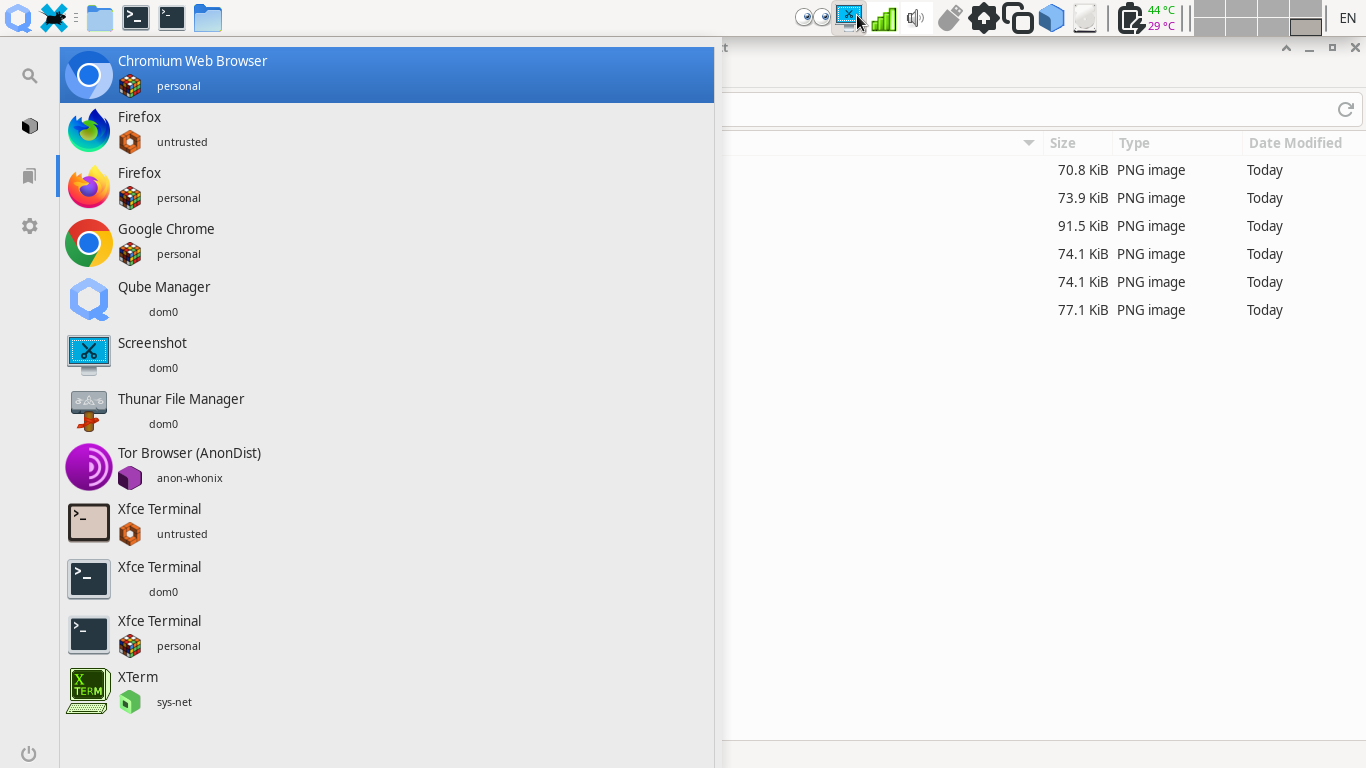 44 °C
29 °C
EN
Chromium Web Browser
personal
Firefox
untrusted
Firefox
personal
Google Chrome
personal
Qube Manager
dom0
Screenshot
dom0
Thunar File Manager
dom0
Tor Browser (AnonDist)
anon-whonix
Xfce Terminal
untrusted
Xfce Terminal
dom0
Xfce Terminal
personal
X
TERM
XTerm
sys-net
Size Type Date Modified
70.8 KiB PNG image Today
73.9 KiB PNG image Today
91.5 KiB PNG image Today
74.1 KiB PNG image Today
74.1 KiB PNG image Today
77.1 KiB PNG image Today